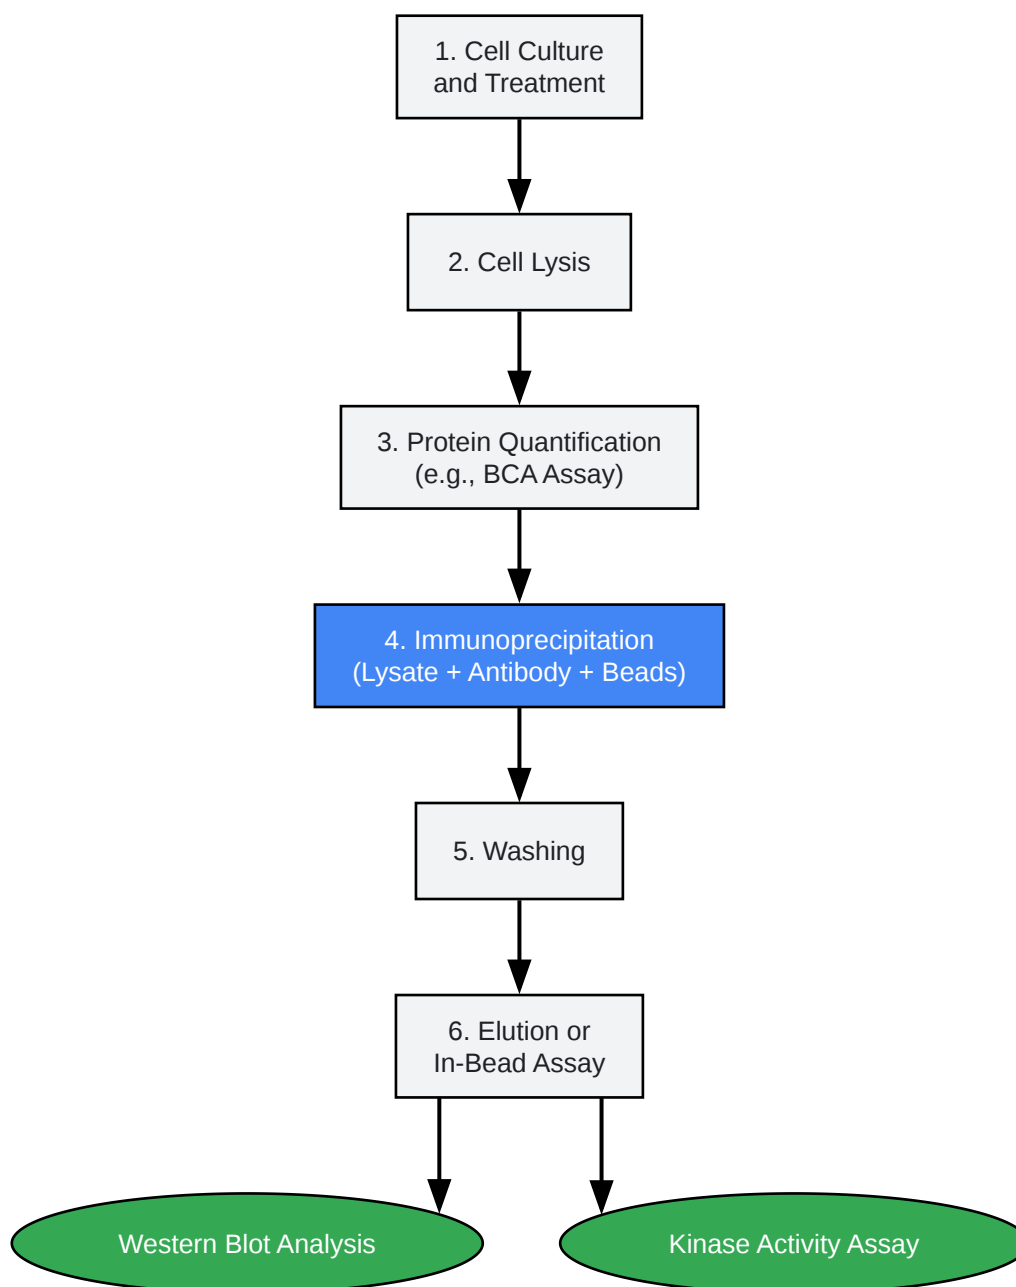 1. Cell Culture
and Treatment
2. Cell Lysis
3. Protein Quantification
(e.g., BCA Assay)
4. Immunoprecipitation
(Lysate + Antibody + Beads)
5. Washing
6. Elution or
In-Bead Assay
Western Blot Analysis
Kinase Activity Assay